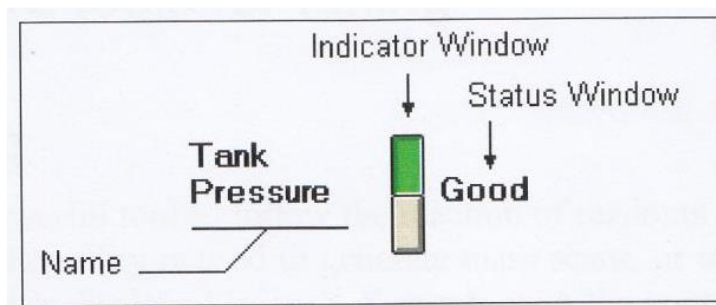 Indicator Window
Status Window
Tank
Pressure
Good
Name